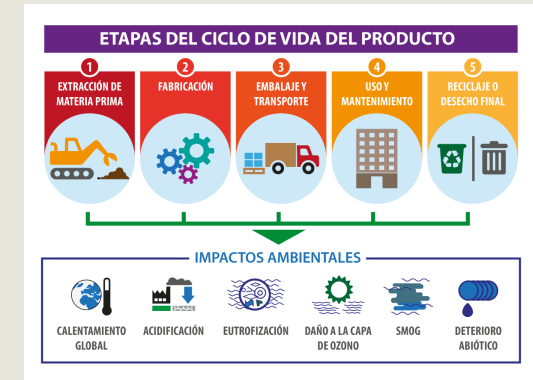 ETAPAS DEL CICLO DE VIDA DEL PRODUCTO
1
EXTRACCIÓN DE
MATERIA PRIMA
2
FABRICACIÓN
3
EMBALAJE Y
TRANSPORTE
4
USO Y
MANTENIMIENTO
5
RECICLAJE O
DESECHO FINAL
IMPACTOS AMBIENTALES
CALENTAMIENTO
GLOBAL
ACIDIFICACIÓN
EUTROFIZACIÓN
DAÑO A LA CAPA
DE OZONO
SMOG
DETERIORO
ABIÓTICO